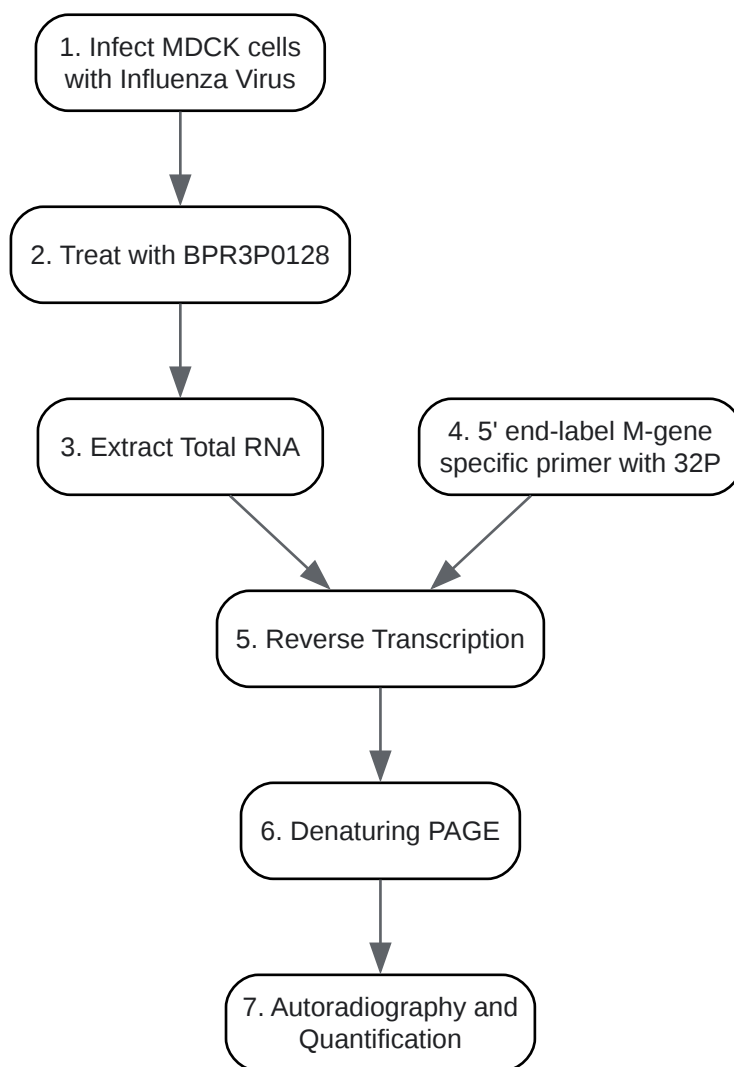 1. Infect MDCK cells
with Influenza Virus
2. Treat with BPR3P0128
3. Extract Total RNA
4. 5' end-label M-gene
specific primer with 32P
5. Reverse Transcription
6. Denaturing PAGE
7. Autoradiography and
Quantification